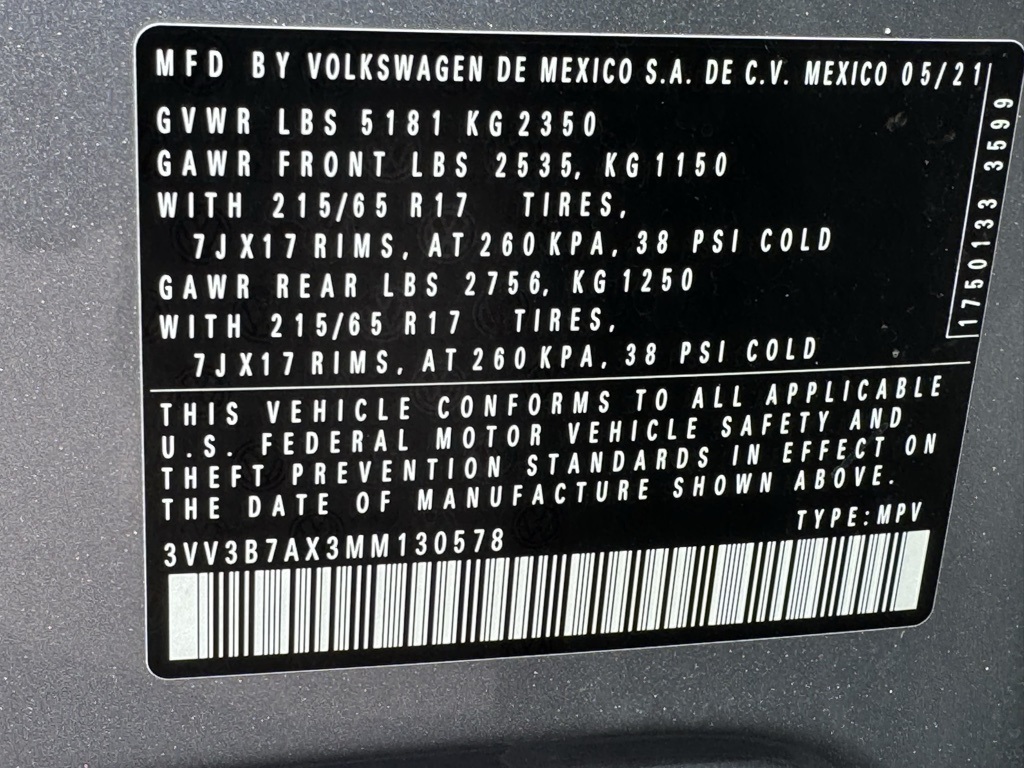 MFD BY VOLKSWAGEN DE MEXICO S.A. DE C.V. MEXICO 05/21
GVWR LBS 5181 KG 2350
GAWR FRONT LBS 2535, KG 1150
WITH 215/65 R17 TIRES,
7JX17 RIMS, AT 260 KPA, 38 PSI COLD
GAWR REAR LBS 2756, KG 1250
WITH 215/65 R17 TIRES,
7JX17 RIMS, AT 260 KPA, 38 PSI COLD
1750133 3599
THIS VEHICLE CONFORMS TO ALL APPLICABLE
U.S. FEDERAL MOTOR VEHICLE SAFETY AND
THEFT PREVENTION STANDARDS IN EFFECT ON
THE DATE OF MANUFACTURE SHOWN ABOVE.
TYPE:MPV
3VV3B7AX3MM130578